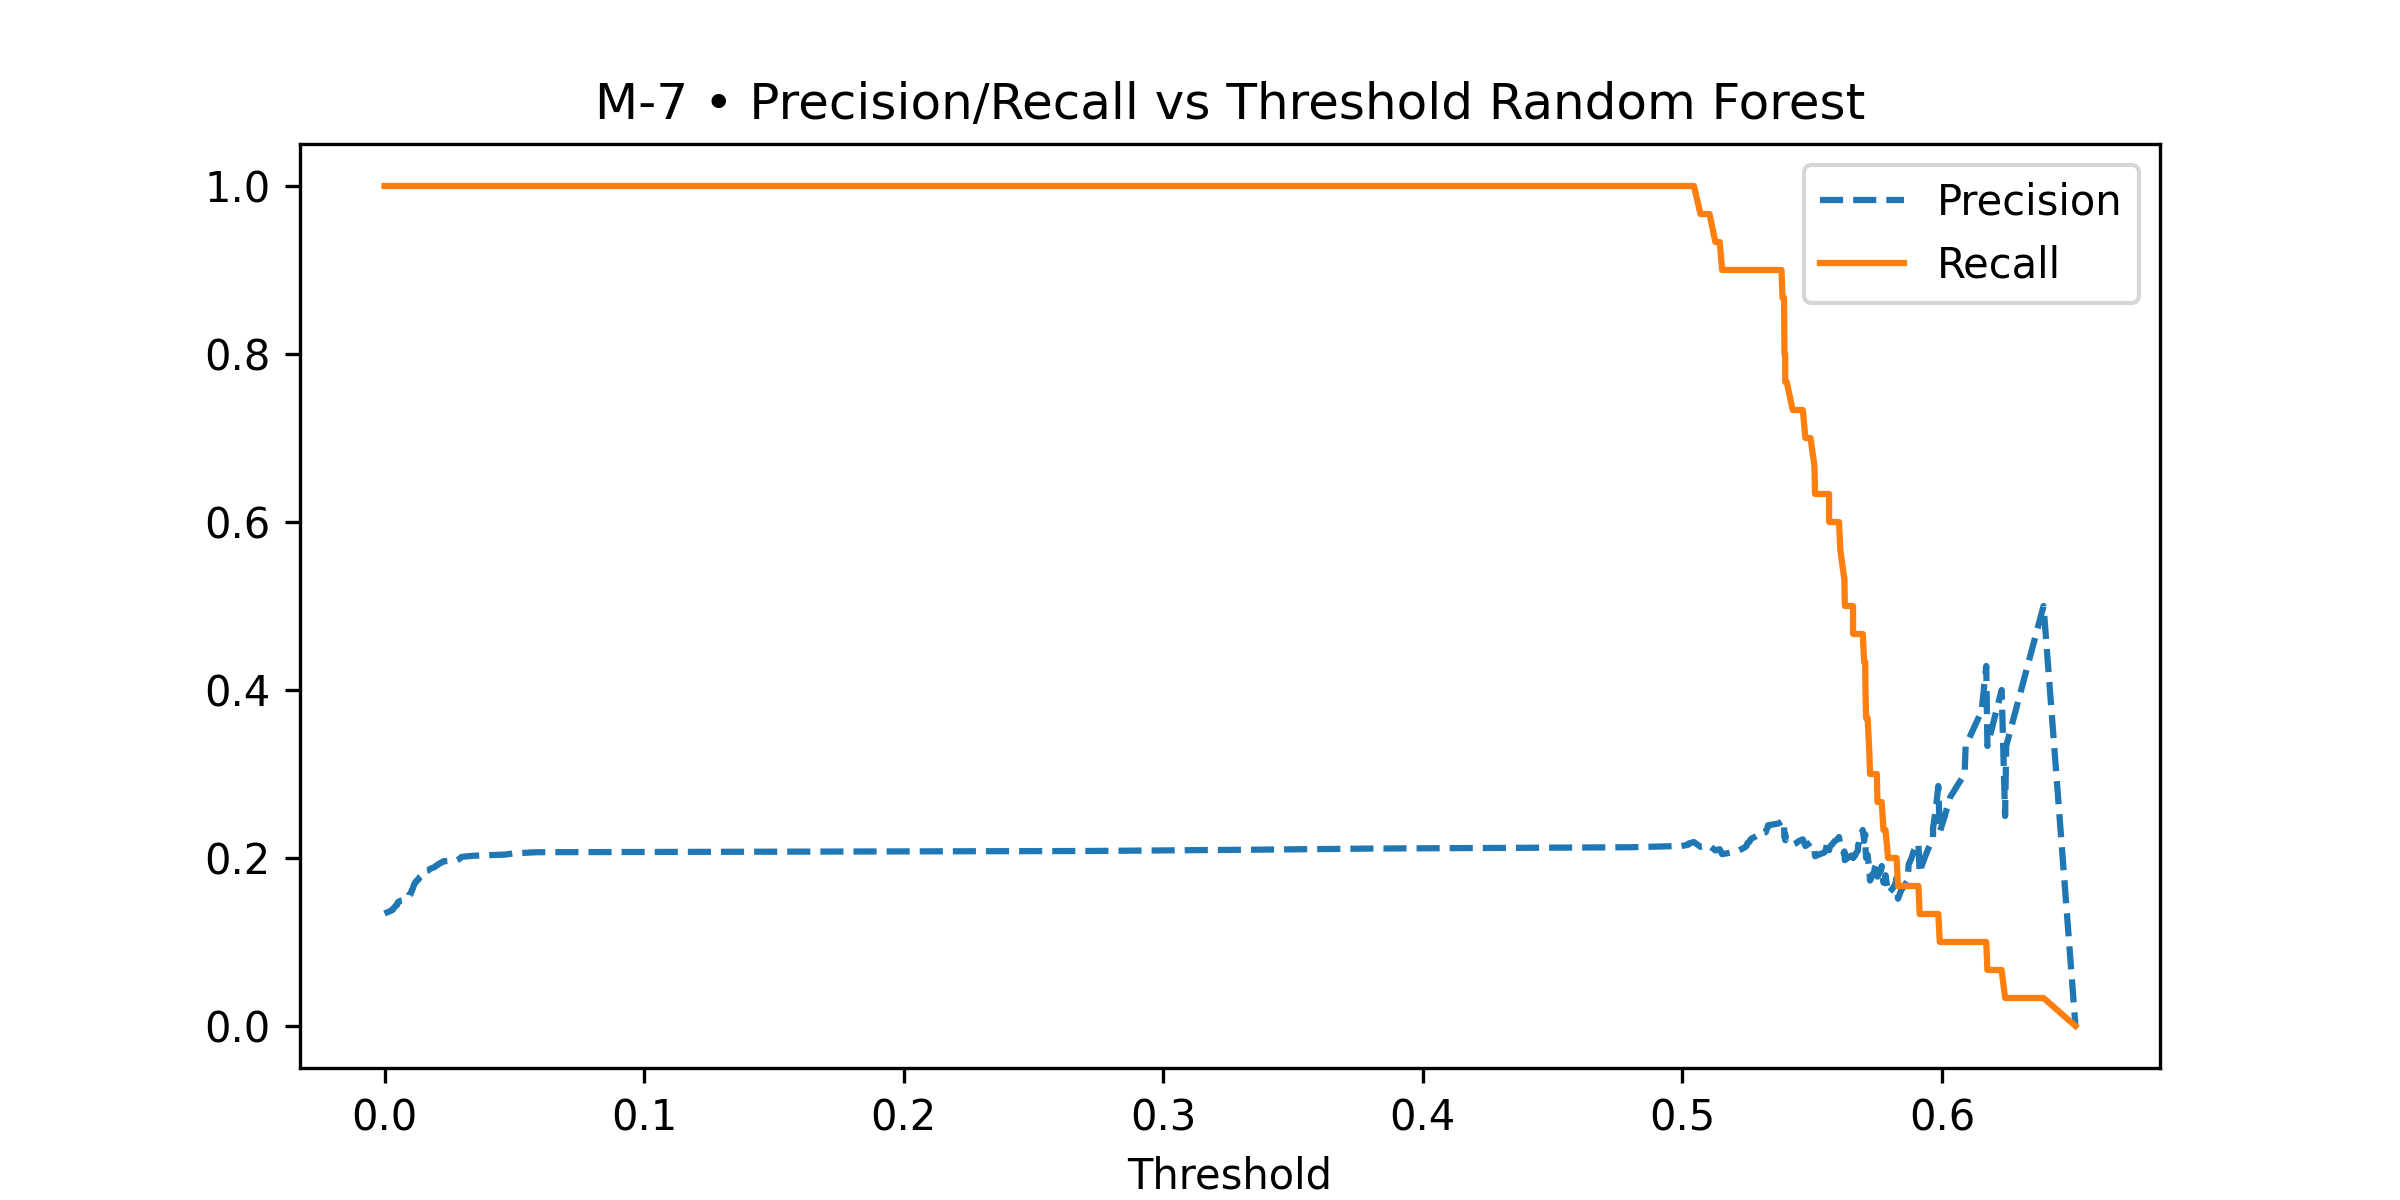 M-7 • Precision/Recall vs Threshold Random Forest
Precision
Recall
1.0
0.8
0.6
0.4
0.2
0.0
0.0 0.1 0.2 0.3 0.4 0.5 0.6
Threshold